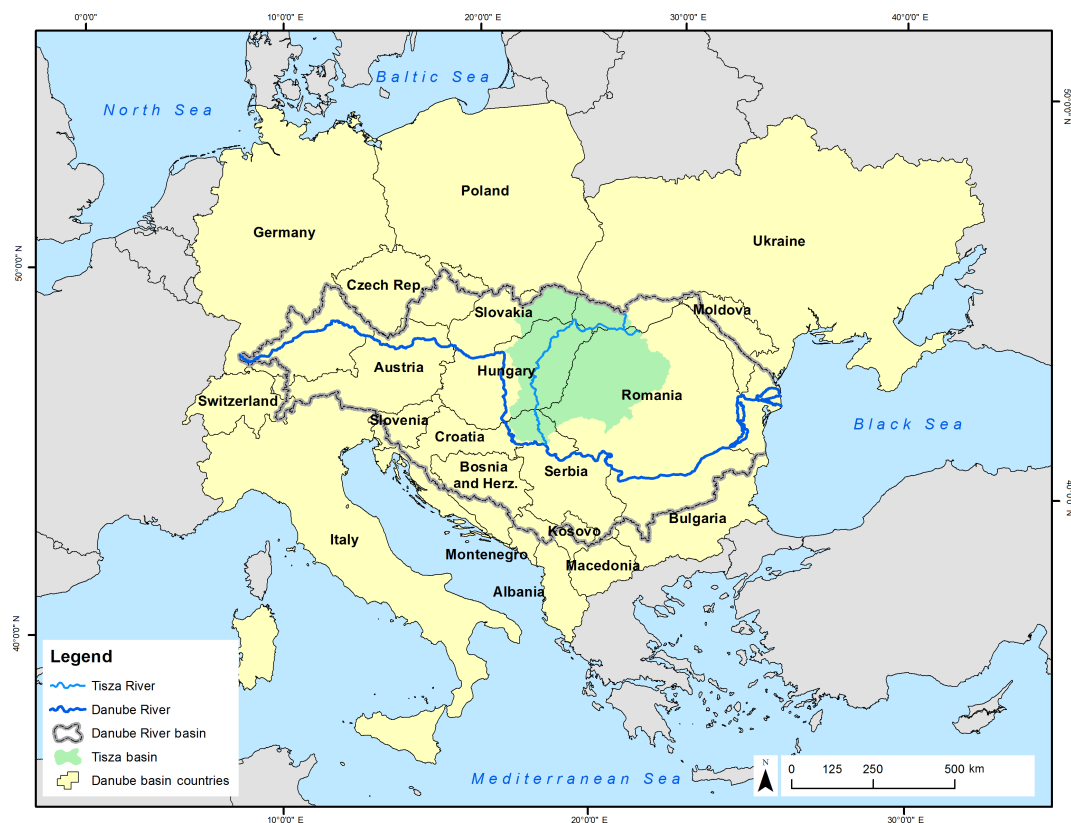 0°0'0"
10°0'0" E
20°0'0" E
30°0'0" E
40°0'0" E
Baltic Sea
North Sea
50°0'0" N
Poland
Germany
Ukraine
50°0'0" N
Czech Rep.
Slovakia
Moldova
Austria
Hungary
Romania
Switzerland
Slovenia
Croatia
Black Sea
Bosnia
and Herz.
Serbia
40°0'0" N
Bulgaria
Kosovo
Italy
Montenegro
Macedonia
Albania
40°0'0" N
Legend
Tisza River
Danube River
Danube River basin
Tisza basin
Danube basin countries
Mediterranean Sea
N
0 125 250 500 km
10°0'0" E
20°0'0" E
30°0'0" E